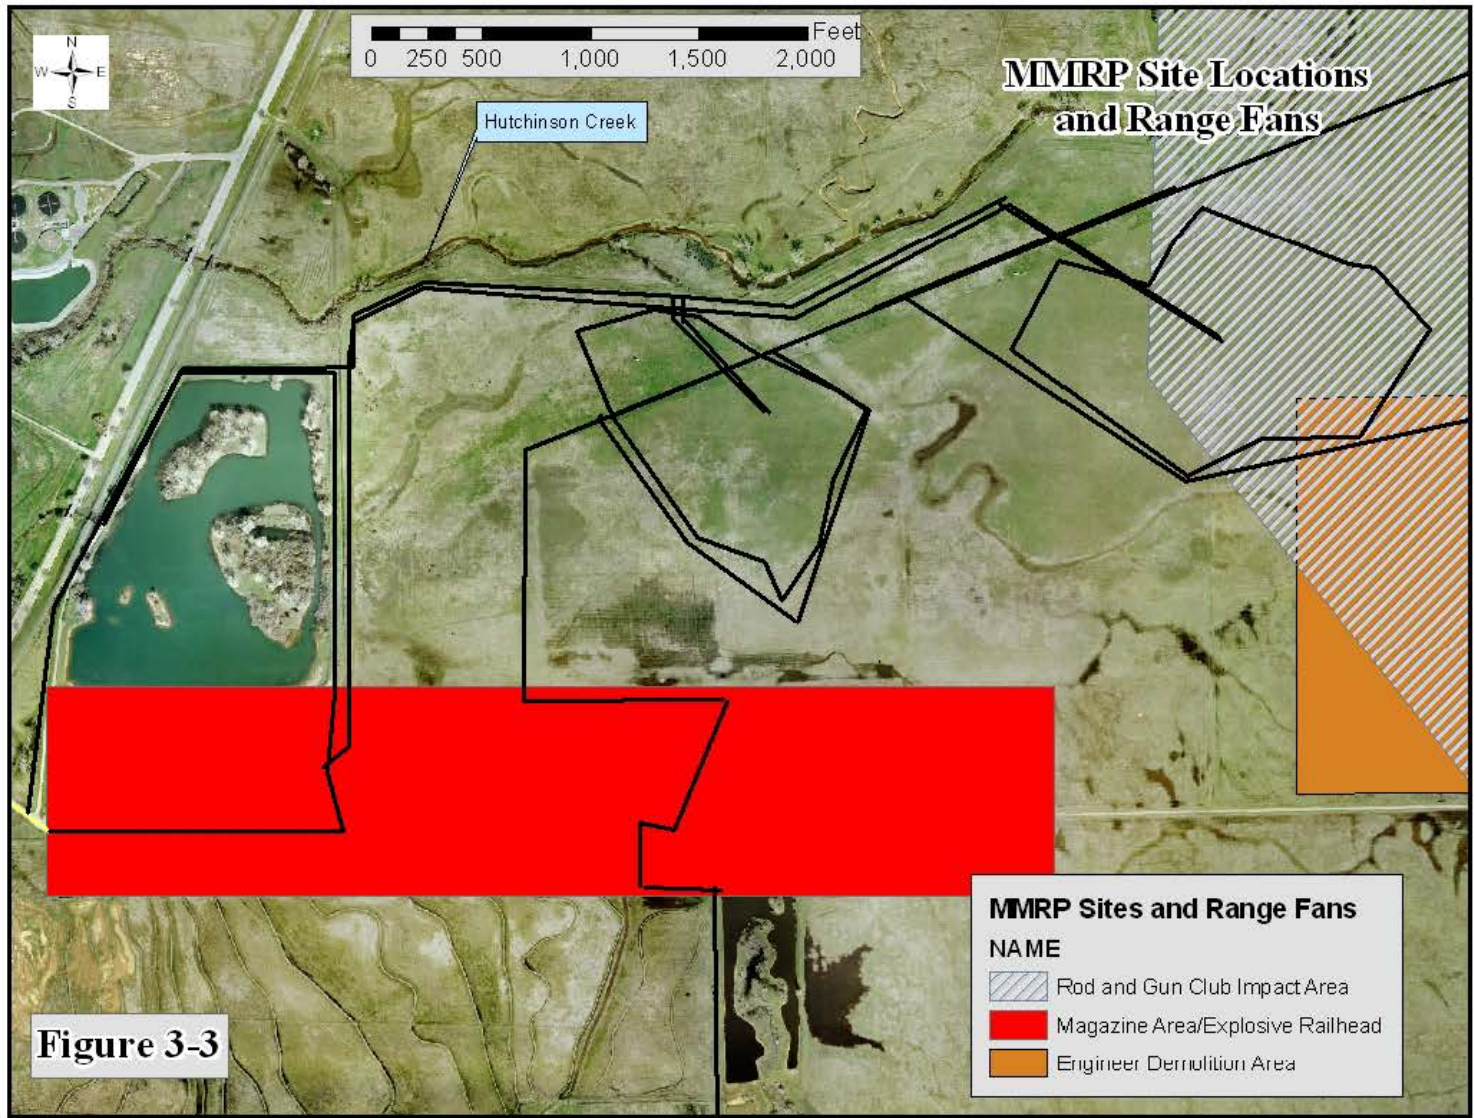 N
W E
S
Feet
0 250 500 1,000 1,500 2,000
MMRP Site Locations
and Range Fans
Hutchinson Creek
MMRP Sites and Range Fans
NAME
Rod and Gun Club Impact Area
Magazine Area/Explosive Railhead
Engineer Demolition Area
Figure 3-3